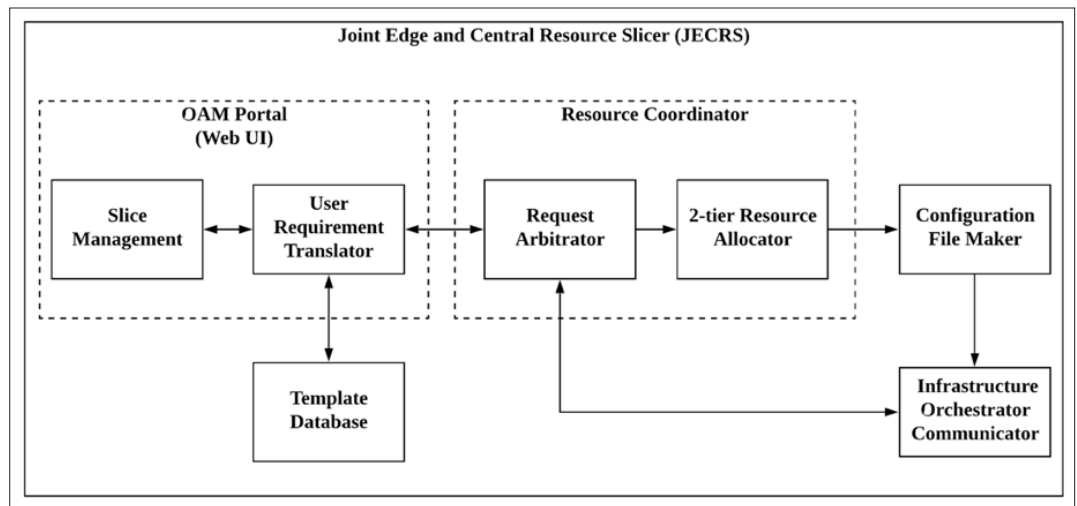 Joint Edge and Central Resource Slicer (JECRS)
OAM Portal
(Web UI)
Resource Coordinator
Slice
Management
User
Requirement
Translator
Request
Arbitrator
2-tier Resource
Allocator
Configuration
File Maker
Template
Database
Infrastructure
Orchestrator
Communicator